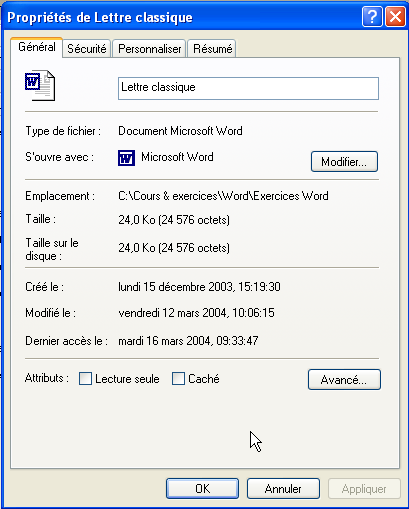 Propriétés de Lettre classique
Général Sécurité Personnaliser Résumé
Lettre classique
Type de fichier : Document Microsoft Word
S'ouvre avec : Microsoft Word Modifier...
Emplacement : C:\Cours & exercices\Word\Exercices Word
Taille : 24,0 Ko (24 576 octets)
Taille sur le
disque : 24,0 Ko (24 576 octets)
Créé le : lundi 15 décembre 2003, 15:19:30
Modifié le : vendredi 12 mars 2004, 10:06:15
Dernier accès le : mardi 16 mars 2004, 09:33:47
Attributs : Lecture seule Caché Avancé...
OK Annuler Appliquer